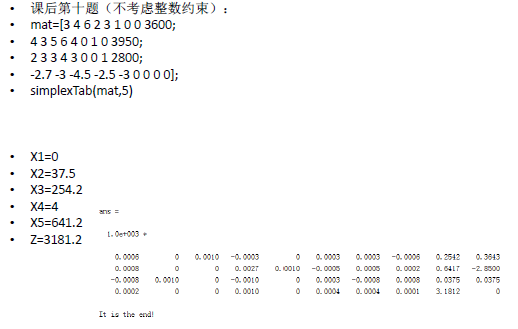 • 课后第十题（不考虑整数约束）：
• mat=[3 4 6 2 3 1 0 0 3600;
• 4 3 5 6 4 0 1 0 3950;
• 2 3 3 4 3 0 0 1 2800;
• -2.7 -3 -4.5 -2.5 -3 0 0 0 0];
• simplexTab(mat,5)
• X1=0
• X2=37.5
• X3=254.2
• X4=4
• X5=641.2
• Z=3181.2
ans =
1.0e+003 *
0.0006 0 0.0010 -0.0003 0 0.0003 0.0003 -0.0006 0.2542 0.3643
0.0008 0 0 0.0027 0.0010 -0.0005 0.0005 0.0002 0.6417 -2.8500
-0.0008 0.0010 0 -0.0010 0 0.0003 -0.0008 0.0008 0.0375 0.0375
0.0002 0 0 0.0010 0 0.0004 0.0004 0.0001 3.1812 0
It is the end!